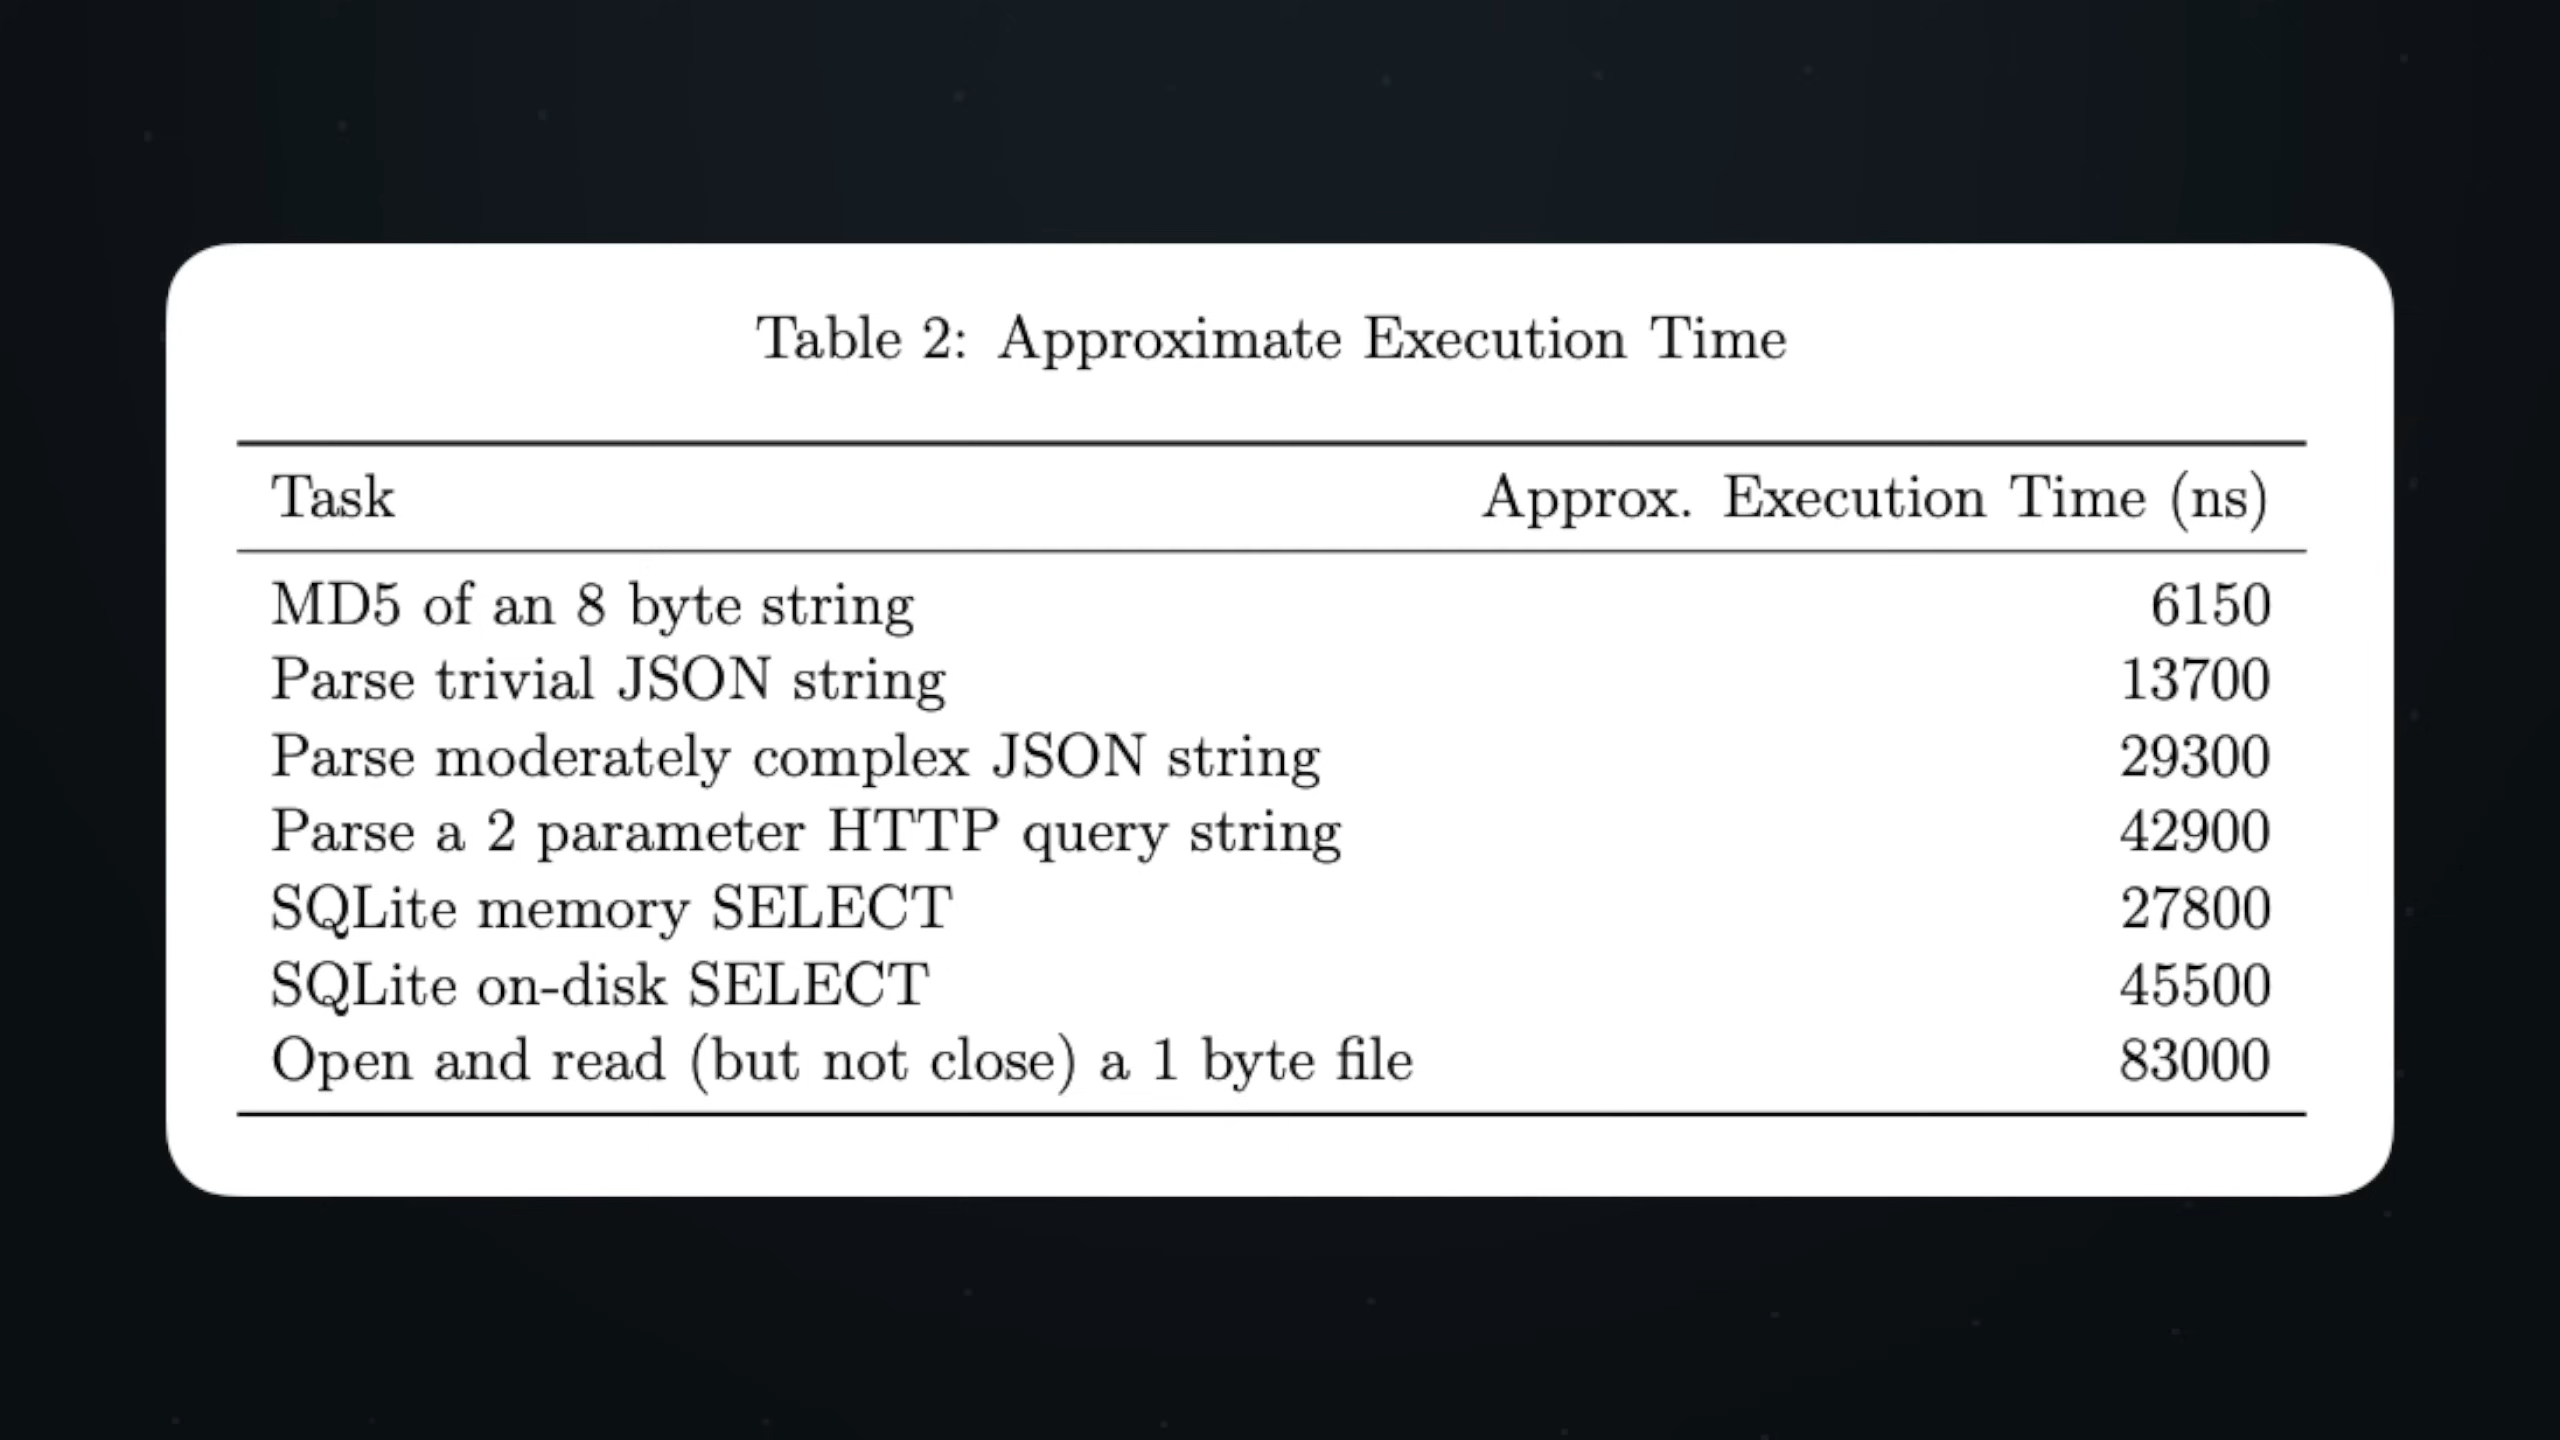 Table 2: Approximate Execution Time
Task Approx. Execution Time (ns)
MD5 of an 8 byte string 6150
Parse trivial JSON string 13700
Parse moderately complex JSON string 29300
Parse a 2 parameter HTTP query string 42900
SQLite memory SELECT 27800
SQLite on-disk SELECT 45500
Open and read (but not close) a 1 byte file 83000